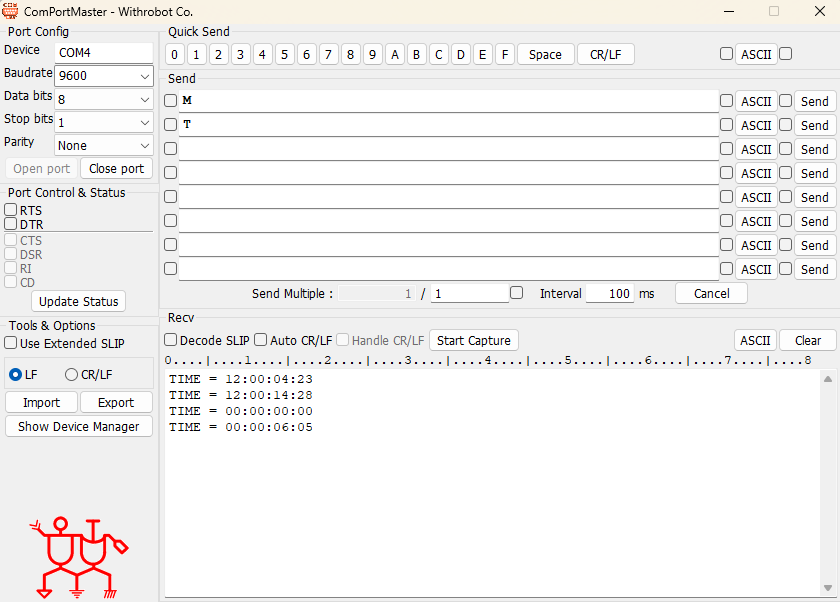 ComPortMaster - Withrobot Co.
Port Config
Device COM4
Baudrate 9600
Data bits 8
Stop bits 1
Parity None
Open port Close port
Port Control & Status
RTS
DTR
CTS
DSR
RI
CD
Update Status
Tools & Options
Use Extended SLIP
LF CR/LF
Import Export
Show Device Manager
Quick Send
0 1 2 3 4 5 6 7 8 9 A B C D E F Space CR/LF ASCII
Send
M ASCII Send
T ASCII Send
ASCII Send
ASCII Send
ASCII Send
ASCII Send
ASCII Send
ASCII Send
Send Multiple : 1 / 1 Interval 100 ms Cancel
Recv
Decode SLIP Auto CR/LF Handle CR/LF Start Capture ASCII Clear
0....|....1....|....2....|....3....|....4....|....5....|....6....|....7....|....8
TIME = 12:00:04:23
TIME = 12:00:14:28
TIME = 00:00:00:00
TIME = 00:00:06:05